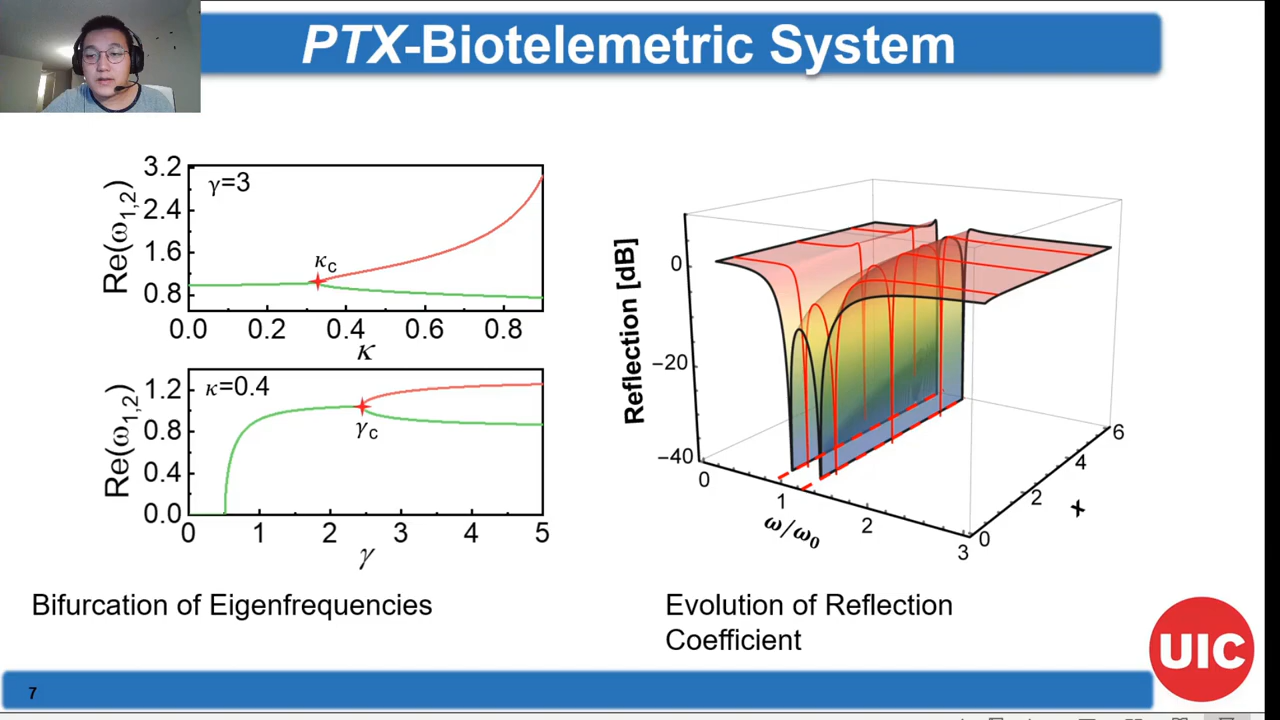 PTX-Biotelemetric System
γ=3
Re(ω1,2)
3.2
2.4
1.6
0.8
κC
0.0 0.2 0.4 0.6 0.8
κ
κ=0.4
Re(ω1,2)
1.2
0.8
0.4
0.0
γC
0 1 2 3 4 5
γ
Bifurcation of Eigenfrequencies
Reflection [dB]
0
−20
−40
0
1
2
3
ω/ω0
0
2
4
6
x
Evolution of Reflection
Coefficient
UIC
7